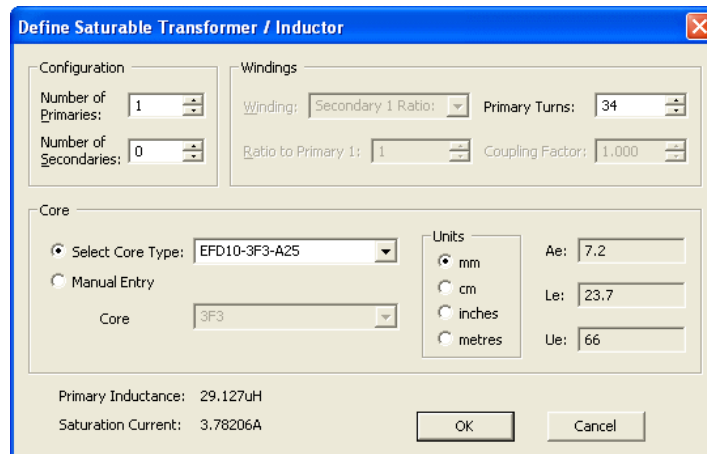 Define Saturable Transformer / Inductor
Configuration
Number of
Primaries:
1
Number of
Secondaries:
0
Windings
Winding:
Secondary 1 Ratio:
Primary Turns:
34
Ratio to Primary 1:
1
Coupling Factor:
1.000
Core
Select Core Type:
EFD10-3F3-A25
Manual Entry
Core
3F3
Units
mm
cm
inches
metres
Ae:
7.2
Le:
23.7
Ue:
66
Primary Inductance: 29.127uH
Saturation Current: 3.78206A
OK
Cancel